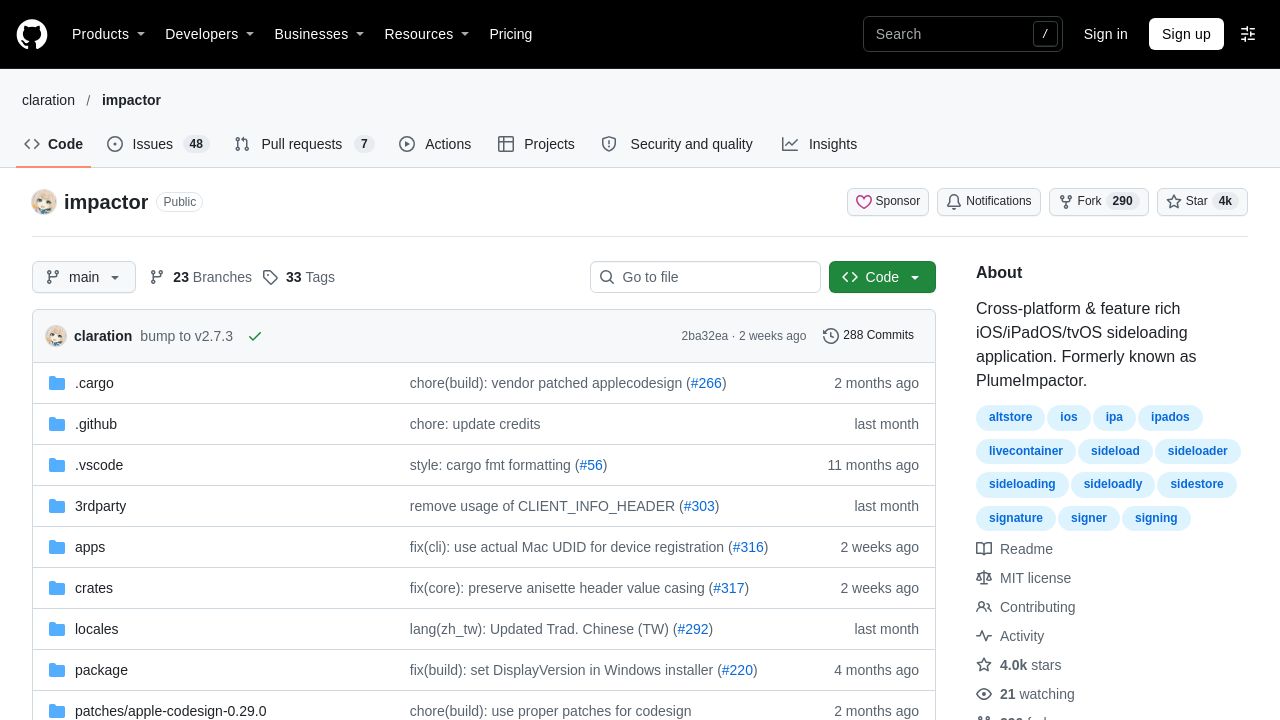 Products Developers Businesses Resources Pricing Search / Sign in Sign up
claration / impactor
Code Issues 48 Pull requests 7 Actions Projects Security and quality Insights
impactor Public Sponsor Notifications Fork 290 Star 4k
main 23 Branches 33 Tags Go to file Code
claration bump to v2.7.3 2ba32ea · 2 weeks ago 288 Commits
.cargo chore(build): vendor patched applecodesign (#266) 2 months ago
.github chore: update credits last month
.vscode style: cargo fmt formatting (#56) 11 months ago
3rdparty remove usage of CLIENT_INFO_HEADER (#303) last month
apps fix(cli): use actual Mac UDID for device registration (#316) 2 weeks ago
crates fix(core): preserve anisette header value casing (#317) 2 weeks ago
locales lang(zh_tw): Updated Trad. Chinese (TW) (#292) last month
package fix(build): set DisplayVersion in Windows installer (#220) 4 months ago
patches/apple-codesign-0.29.0 chore(build): use proper patches for codesign 2 months ago
About
Cross-platform & feature rich
iOS/iPadOS/tvOS sideloading
application. Formerly known as
PlumeImpactor.
altstore ios ipa ipados
livecontainer sideload sideloader
sideloading sideloadly sidestore
signature signer signing
Readme
MIT license
Contributing
Activity
4.0k stars
21 watching